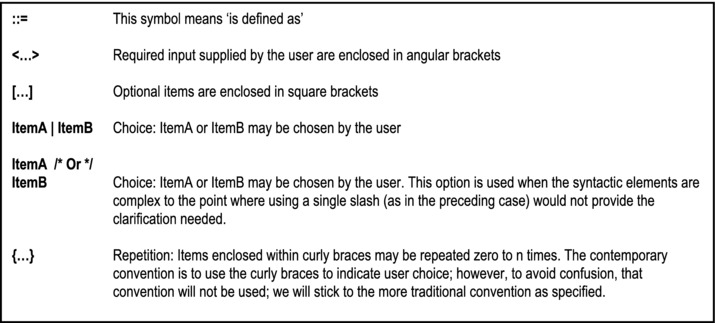 ::= This symbol means ‘is defined as’
<…> Required input supplied by the user are enclosed in angular brackets
[…] Optional items are enclosed in square brackets
ItemA | ItemB Choice: ItemA or ItemB may be chosen by the user
ItemA /* Or */
ItemB Choice: ItemA or ItemB may be chosen by the user. This option is used when the syntactic elements are
complex to the point where using a single slash (as in the preceding case) would not provide the
clarification needed.
{…} Repetition: Items enclosed within curly braces may be repeated zero to n times. The contemporary
convention is to use the curly braces to indicate user choice; however, to avoid confusion, that
convention will not be used; we will stick to the more traditional convention as specified.